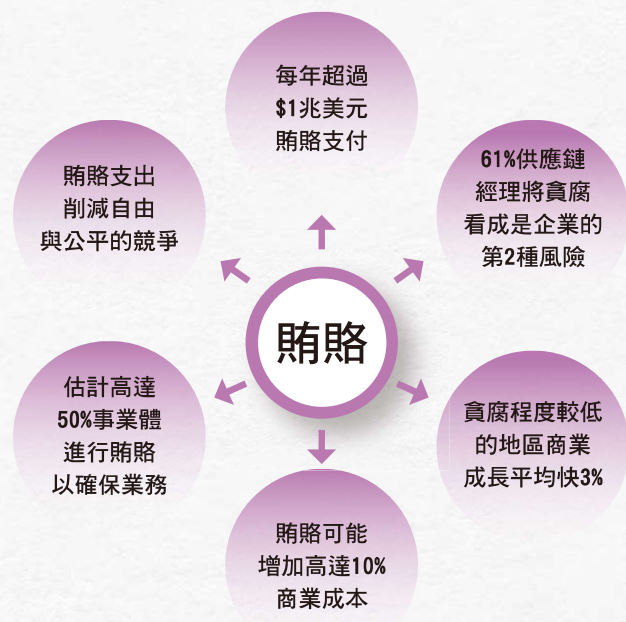 每年超過
$1兆美元
賄賂支付
61%供應鏈
經理將貪腐
看成是企業的
第2種風險
貪腐程度較低
的地區商業
成長平均快3%
賄賂可能
增加高達10%
商業成本
估計高達
50%事業體
進行賄賂
以確保業務
賄賂支出
削減自由
與公平的競爭
賄賂